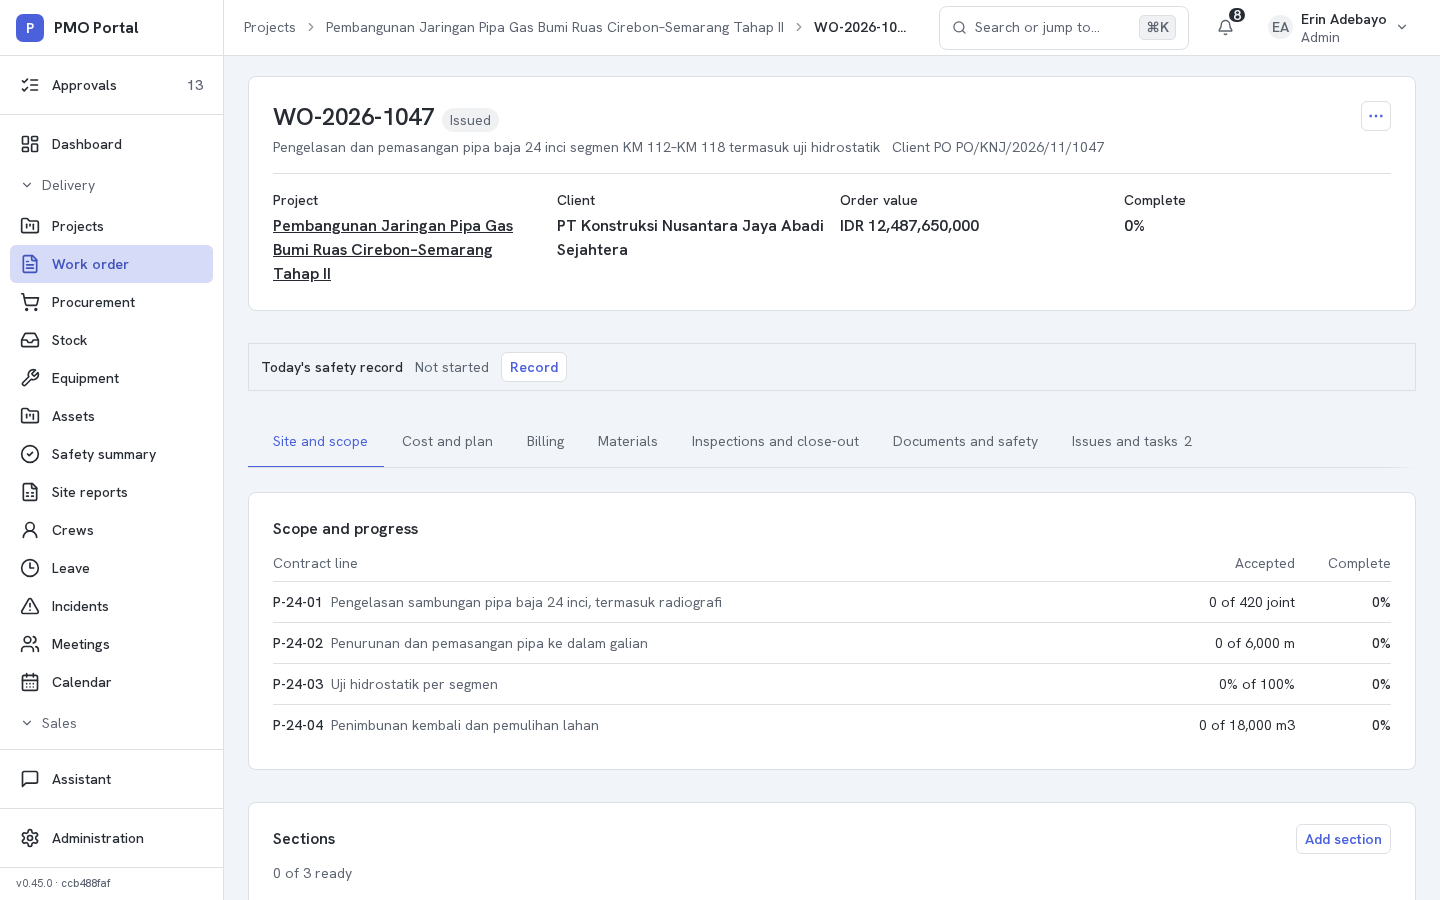 P PMO Portal
Projects > Pembangunan Jaringan Pipa Gas Bumi Ruas Cirebon–Semarang Tahap II > WO-2026-10…
Search or jump to... ⌘K
8
EA Erin Adebayo
Admin
Approvals 13
Dashboard
Delivery
Projects
Work order
Procurement
Stock
Equipment
Assets
Safety summary
Site reports
Crews
Leave
Incidents
Meetings
Calendar
Sales
Assistant
Administration
v0.45.0 · ccb488faf
WO-2026-1047 Issued
Pengelasan dan pemasangan pipa baja 24 inci segmen KM 112–KM 118 termasuk uji hidrostatik Client PO PO/KNJ/2026/11/1047
Project
Pembangunan Jaringan Pipa Gas
Bumi Ruas Cirebon–Semarang
Tahap II
Client
PT Konstruksi Nusantara Jaya Abadi
Sejahtera
Order value
IDR 12,487,650,000
Complete
0%
Today's safety record Not started Record
Site and scope Cost and plan Billing Materials Inspections and close-out Documents and safety Issues and tasks 2
Scope and progress
Contract line Accepted Complete
P-24-01 Pengelasan sambungan pipa baja 24 inci, termasuk radiografi 0 of 420 joint 0%
P-24-02 Penurunan dan pemasangan pipa ke dalam galian 0 of 6,000 m 0%
P-24-03 Uji hidrostatik per segmen 0% of 100% 0%
P-24-04 Penimbunan kembali dan pemulihan lahan 0 of 18,000 m3 0%
Sections Add section
0 of 3 ready